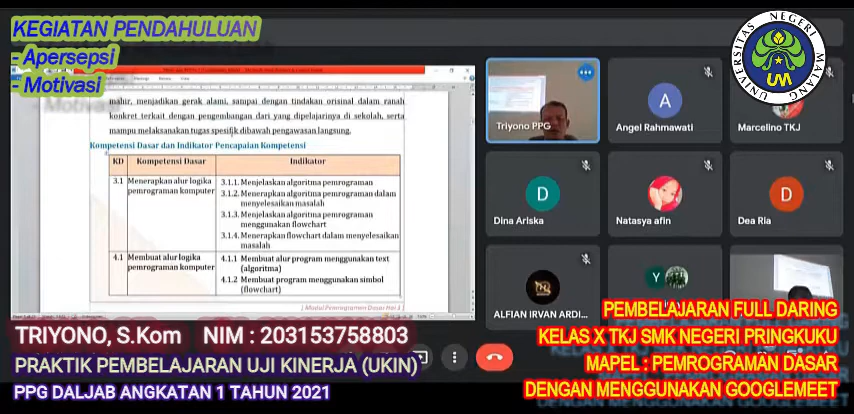 KEGIATAN PENDAHULUAN
- Apersepsi
- Motivasi
UNIVERSITAS NEGERI MALANG
UM
mahir, menjadikan gerak alami, sampai dengan tindakan orisinal dalam ranah
konkret terkait dengan pengembangan dari yang dipelajarinya di sekolah, serta
mampu melaksanakan tugas spesifik dibawah pengawasan langsung.
Kompetensi Dasar dan Indikator Pencapaian Kompetensi
KD Kompetensi Dasar Indikator
3.1 Menerapkan alur logika pemrograman komputer
3.1.1. Menjelaskan algoritma pemrograman
3.1.2. Menerapkan algoritma pemrograman dalam
menyelesaikan masalah
3.1.3. Menjelaskan algoritma pemrograman
menggunakan flowchart
3.1.4. Menerapkan flowchart dalam menyelesaikan
masalah
4.1 Membuat alur logika pemrograman komputer
4.1.1 Membuat alur program menggunakan text
(algoritma)
4.1.2 Membuat program menggunakan simbol
(flowchart)
Triyono PPG
A
Angel Rahmawati
Marcelino TKJ
D
Dina Ariska
Natasya afin
D
Dea Ria
ALFIAN IRVAN ARDI...
Y
TRIYONO, S.Kom NIM : 203153758803
PRAKTIK PEMBELAJARAN UJI KINERJA (UKIN)
PPG DALJAB ANGKATAN 1 TAHUN 2021
PEMBELAJARAN FULL DARING
KELAS X TKJ SMK NEGERI PRINGKUKU
MAPEL : PEMROGRAMAN DASAR
DENGAN MENGGUNAKAN GOOGLEMEET